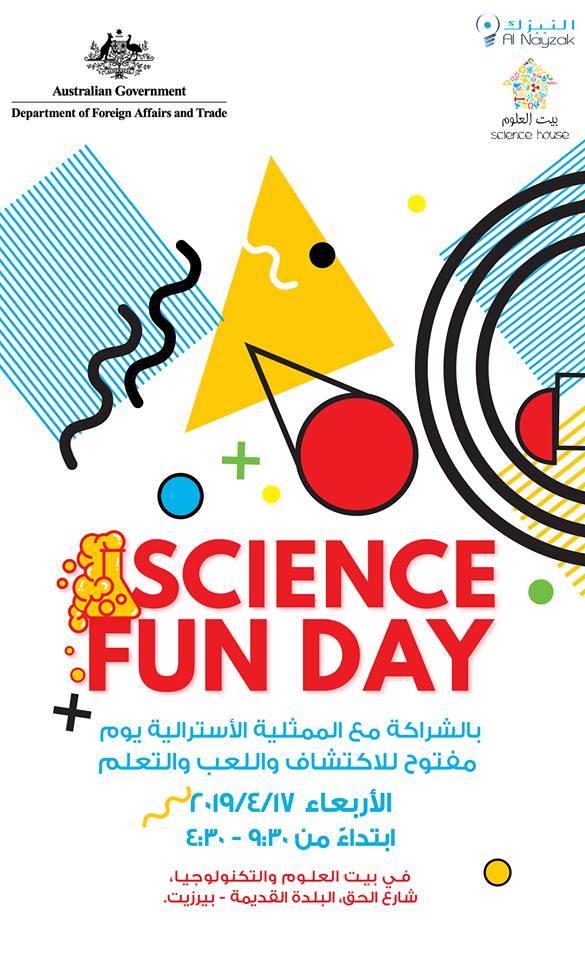 Australian Government
Department of Foreign Affairs and Trade
النيزك
Al Nayzak
بيت العلوم
science house
SCIENCE
FUN DAY
بالشراكة مع الممثلية الأسترالية يوم
مفتوح للاكتشاف واللعب والتعلم
الأربعاء ٢٠١٩/٤/١٧
ابتداءً من ٩:٣٠ - ٤:٣٠
في بيت العلوم والتكنولوجيا،
شارع الحق، البلدة القديمة - بيرزيت.